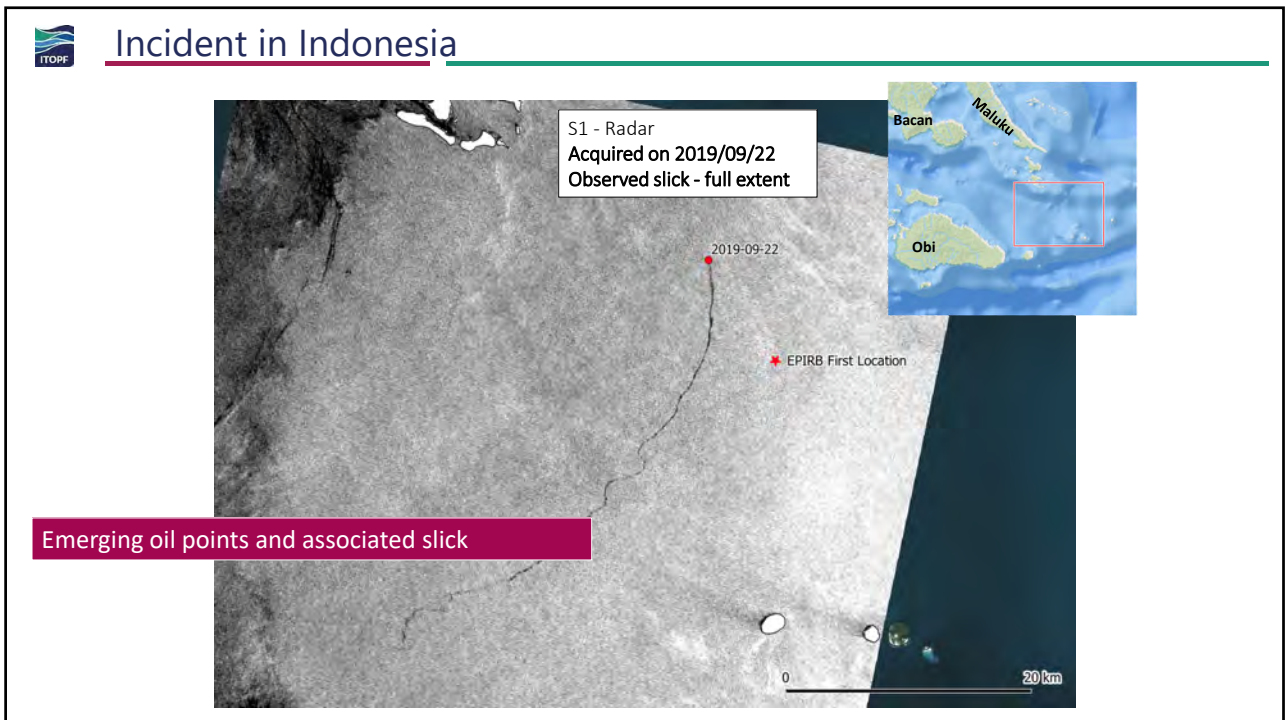 ITOPF
Incident in Indonesia
S1 - Radar
Acquired on 2019/09/22
Observed slick - full extent
Bacan
Maluku
Obi
2019-09-22
EPIRB First Location
Emerging oil points and associated slick
0
20 km